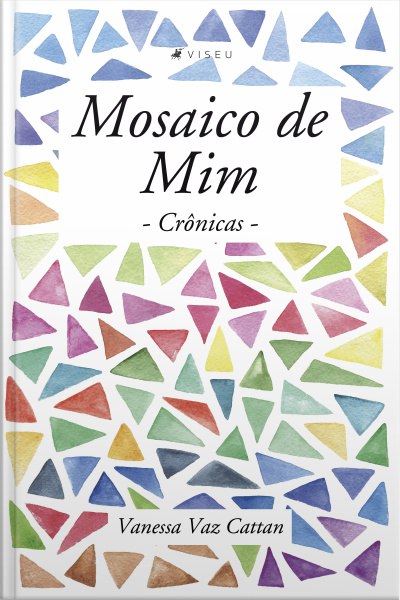 VISEU
Mosaico de
Mim
- Crônicas -
Vanessa Vaz Cattan